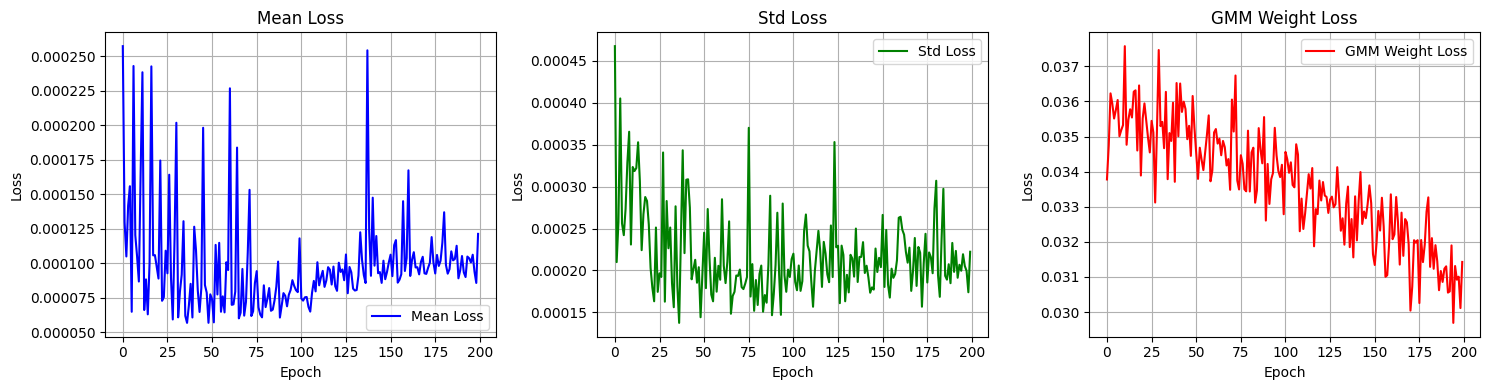 Mean Loss
0.000250
0.000225
0.000200
0.000175
0.000150
0.000125
0.000100
0.000075
0.000050
Loss
0 25 50 75 100 125 150 175 200
Epoch
Mean Loss
Std Loss
0.00045
0.00040
0.00035
0.00030
0.00025
0.00020
0.00015
Loss
0 25 50 75 100 125 150 175 200
Epoch
Std Loss
GMM Weight Loss
0.037
0.036
0.035
0.034
0.033
0.032
0.031
0.030
Loss
0 25 50 75 100 125 150 175 200
Epoch
GMM Weight Loss